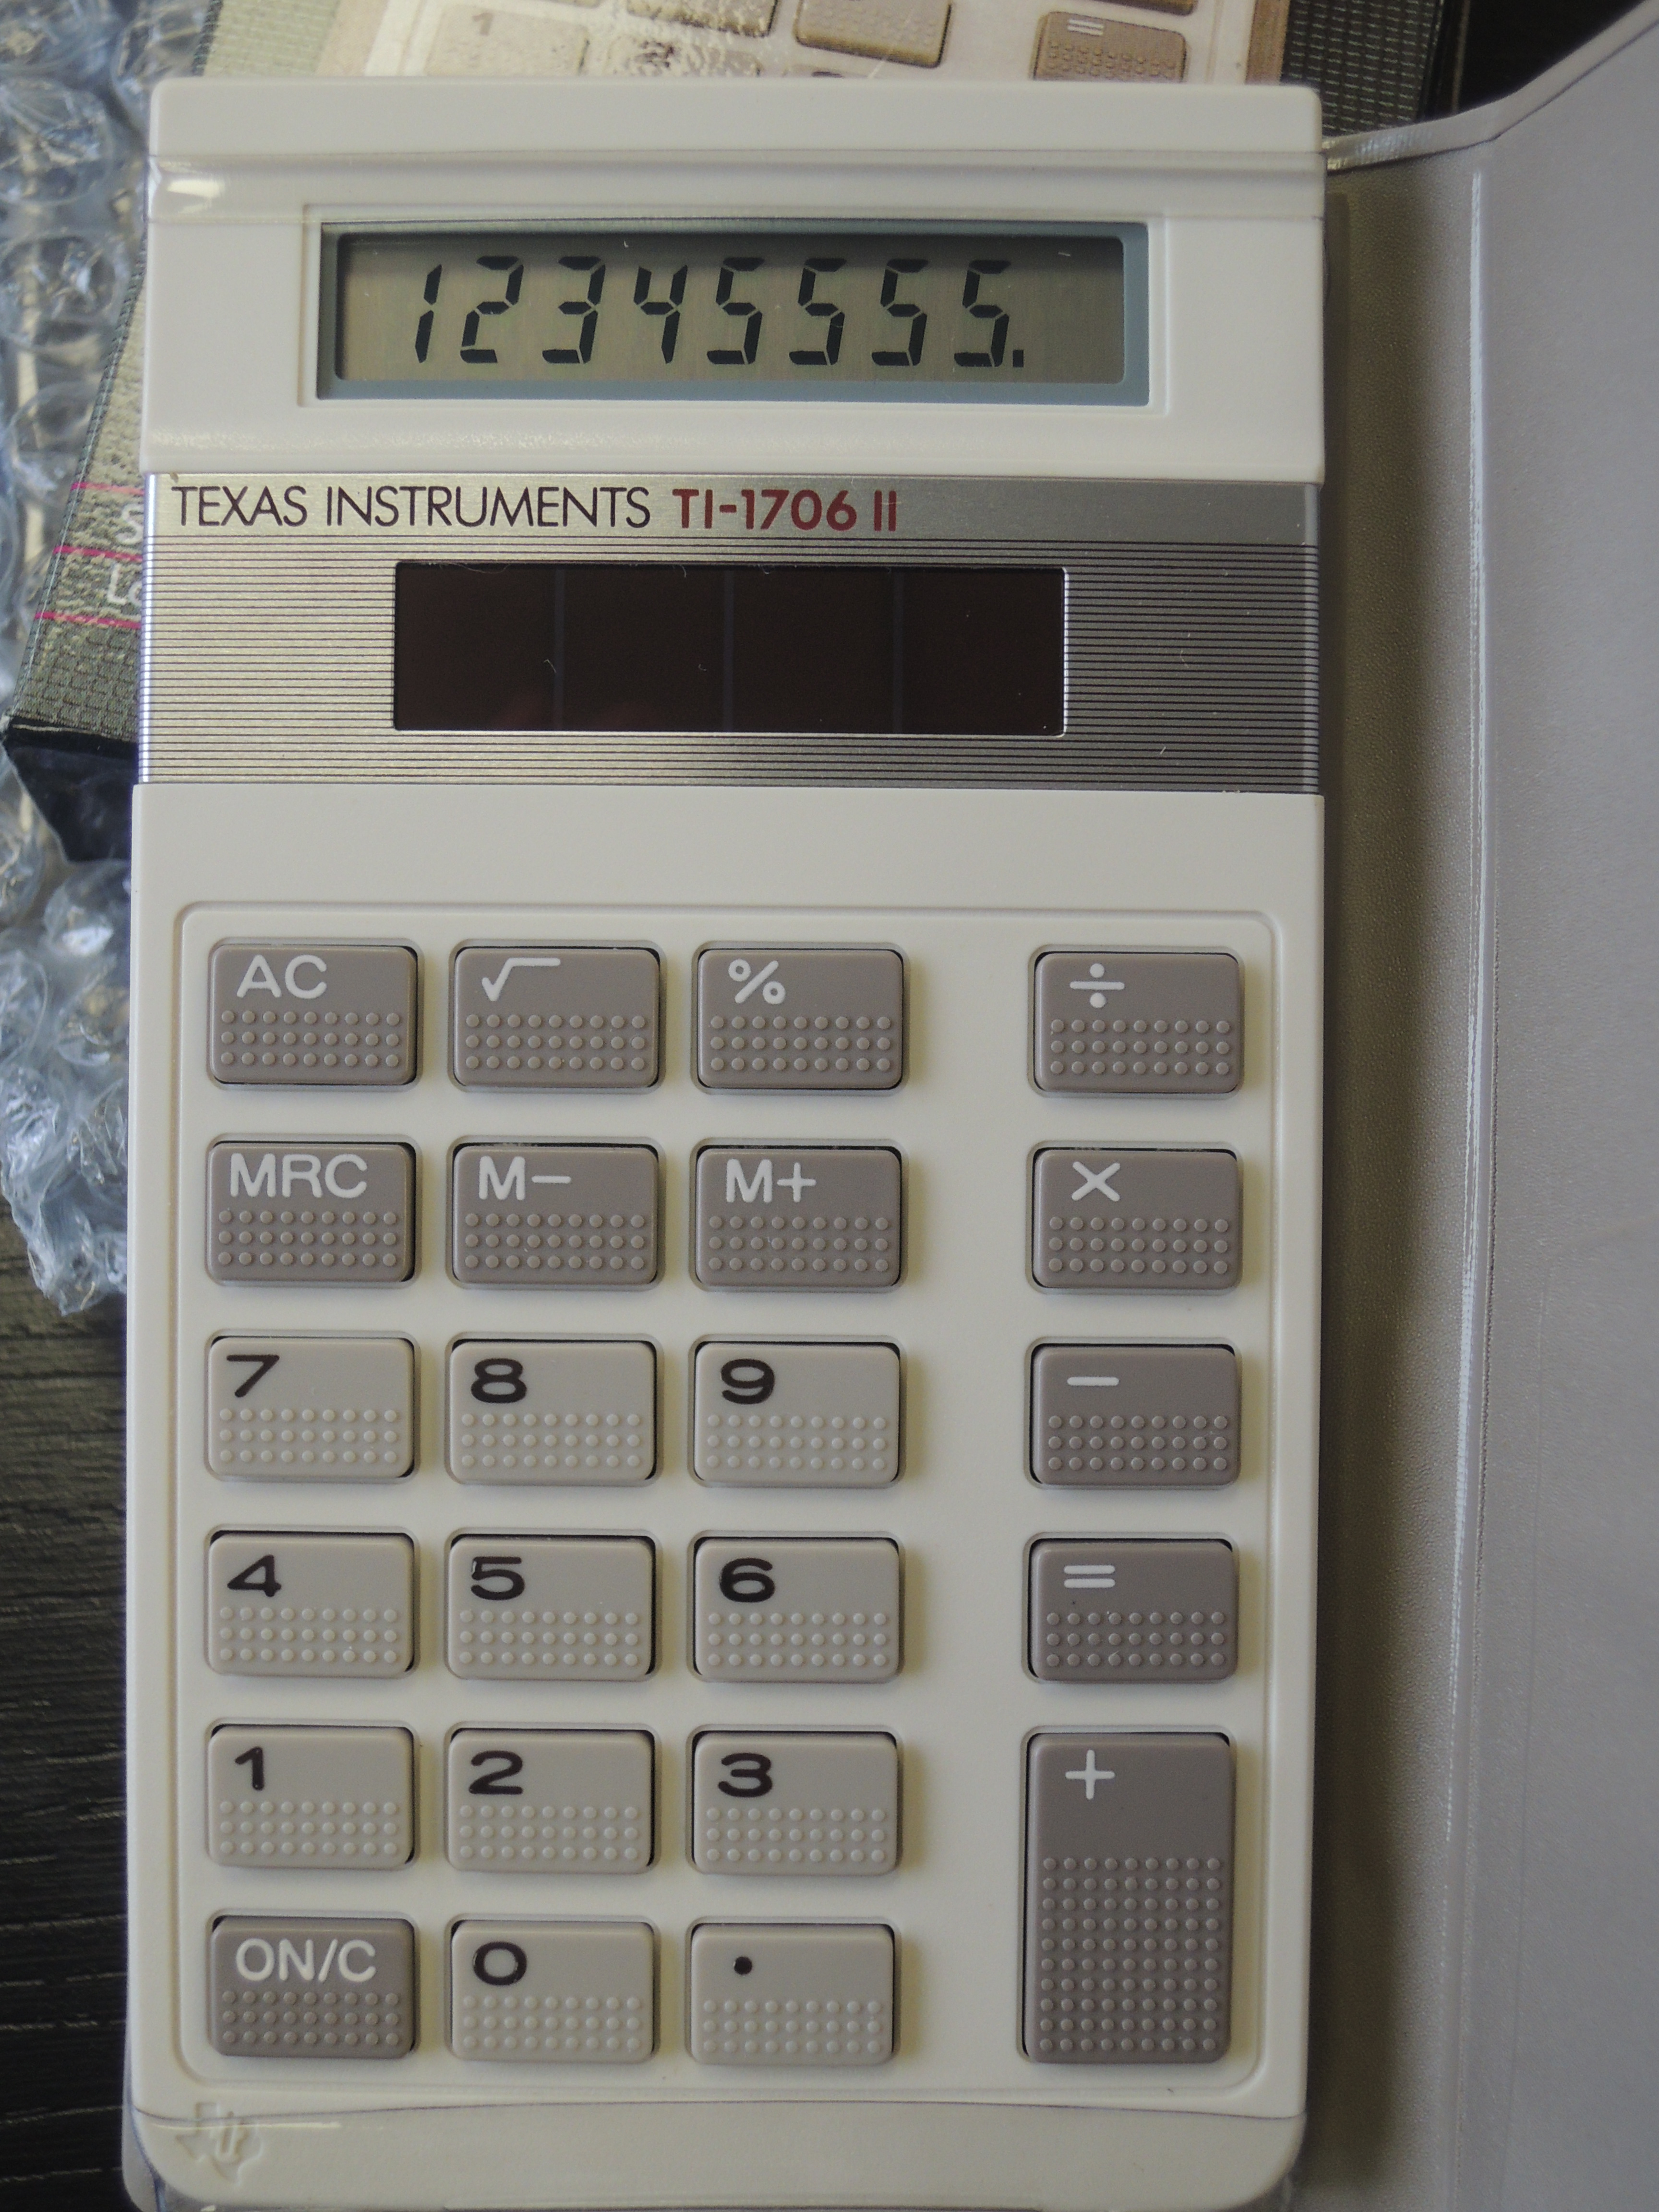 12345555.
TEXAS INSTRUMENTS TI-1706 II
AC √ % ÷
MRC M− M+ ×
7 8 9 −
4 5 6 =
1 2 3 +
ON/C 0 .